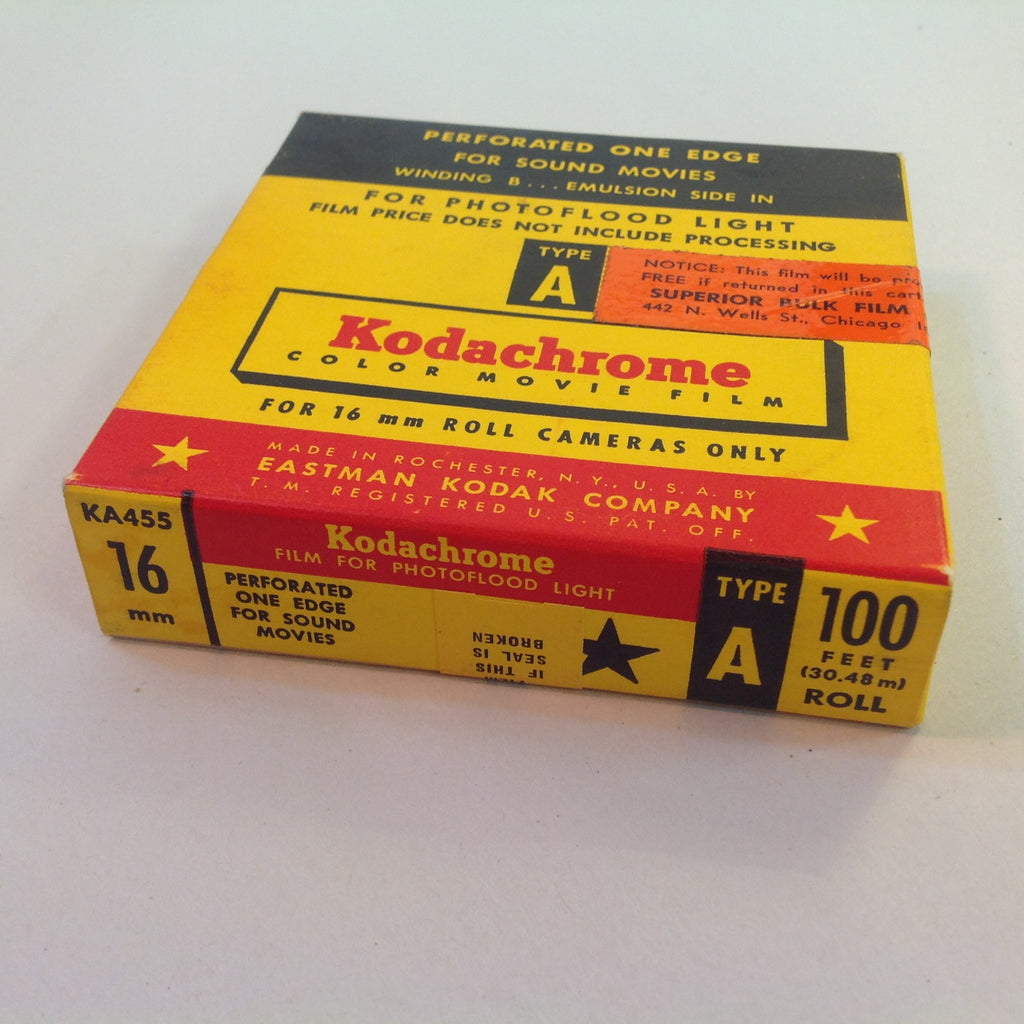 PERFORATED ONE EDGE
FOR SOUND MOVIES
WINDING B... EMULSION SIDE IN
FOR PHOTOFLOOD LIGHT
FILM PRICE DOES NOT INCLUDE PROCESSING
TYPE
A
NOTICE: This film will be
FREE if returned in this
SUPERIOR BULK FILM
442 N. Wells St., Chicago
Kodachrome
COLOR MOVIE FILM
FOR 16 mm ROLL CAMERAS ONLY
MADE IN ROCHESTER, N. Y., U. S. A. BY
EASTMAN KODAK COMPANY
T. M. REGISTERED U. S. PAT. OFF.
KA455
16
mm
Kodachrome
FILM FOR PHOTOFLOOD LIGHT
PERFORATED
ONE EDGE
FOR SOUND
MOVIES
IF THIS
SEAL IS
BROKEN
TYPE
A
100
FEET
(30.48 m)
ROLL